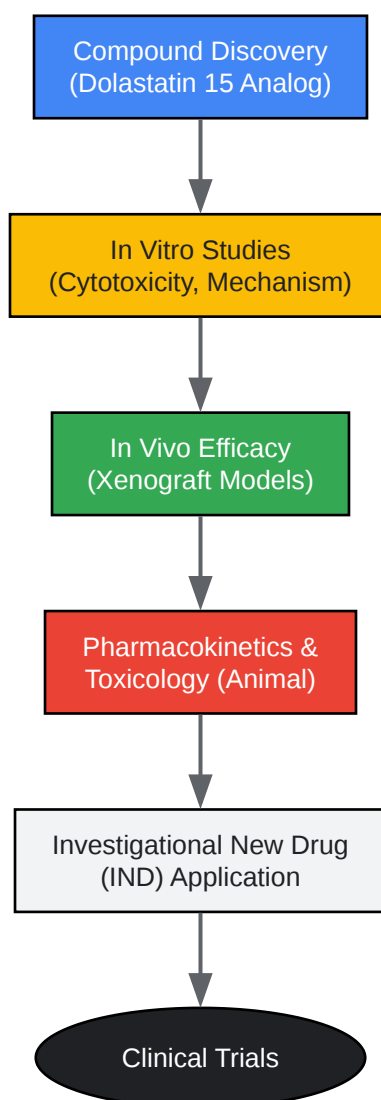 Compound Discovery
(Dolastatin 15 Analog)
In Vitro Studies
(Cytotoxicity, Mechanism)
In Vivo Efficacy
(Xenograft Models)
Pharmacokinetics &
Toxicology (Animal)
Investigational New Drug
(IND) Application
Clinical Trials